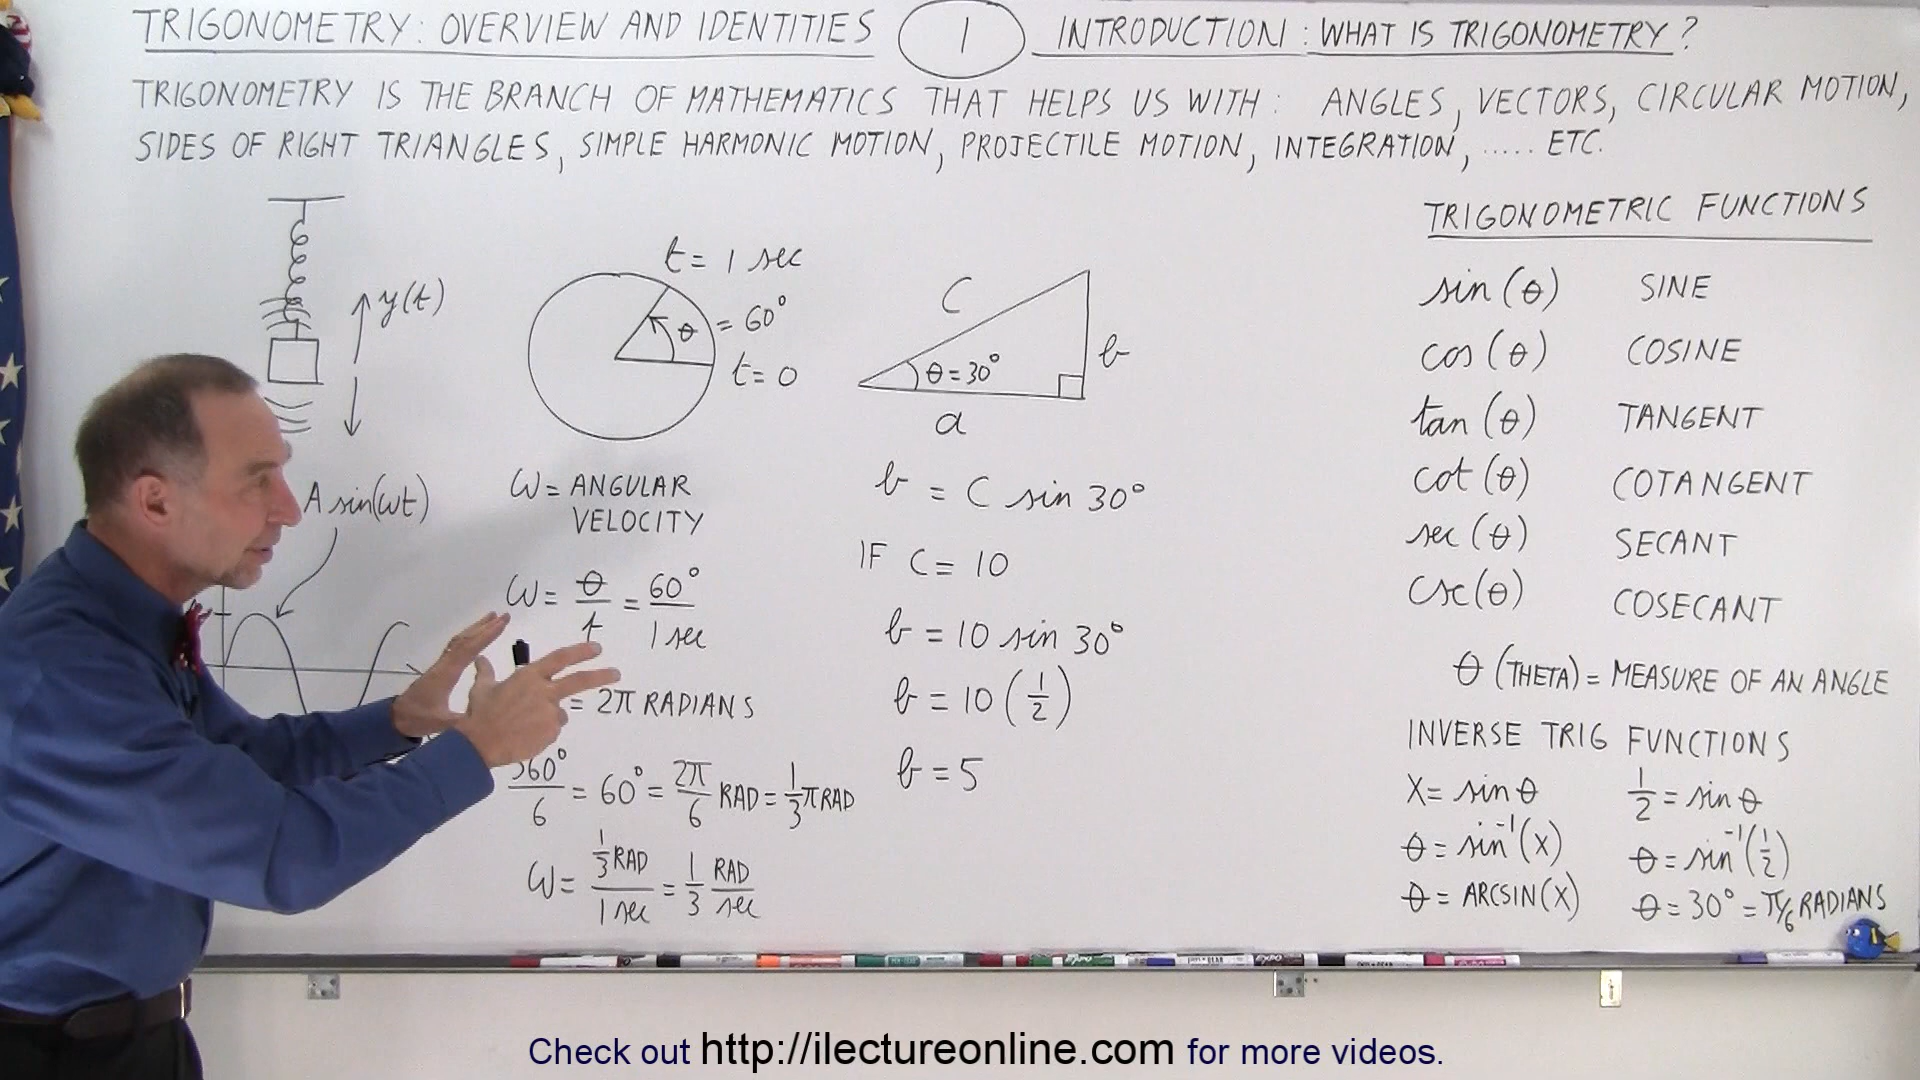 TRIGONOMETRY: OVERVIEW AND IDENTITIES 1 INTRODUCTION: WHAT IS TRIGONOMETRY?
TRIGONOMETRY IS THE BRANCH OF MATHEMATICS THAT HELPS US WITH: ANGLES, VECTORS, CIRCULAR MOTION,
SIDES OF RIGHT TRIANGLES, SIMPLE HARMONIC MOTION, PROJECTILE MOTION, INTEGRATION, ..... ETC.
y(t)
A sin(ωt)
t = 1 sec
θ = 60°
t = 0
ω = ANGULAR
VELOCITY
ω = θ/t = 60°/1 sec
= 2π RADIANS
360°/6 = 60° = 2π/6 RAD = 1/3 π RAD
ω = 1/3 RAD/1 sec = 1/3 RAD/sec
C
θ = 30°
b
a
b = C sin 30°
IF C = 10
b = 10 sin 30°
b = 10 (1/2)
b = 5
TRIGONOMETRIC FUNCTIONS
sin(θ) SINE
cos(θ) COSINE
tan(θ) TANGENT
cot(θ) COTANGENT
sec(θ) SECANT
csc(θ) COSECANT
θ (THETA) = MEASURE OF AN ANGLE
INVERSE TRIG FUNCTIONS
X = sin θ 1/2 = sin θ
θ = sin⁻¹(X) θ = sin⁻¹(1/2)
θ = ARCSIN(X) θ = 30° = π/6 RADIANS
Check out http://ilectureonline.com for more videos.